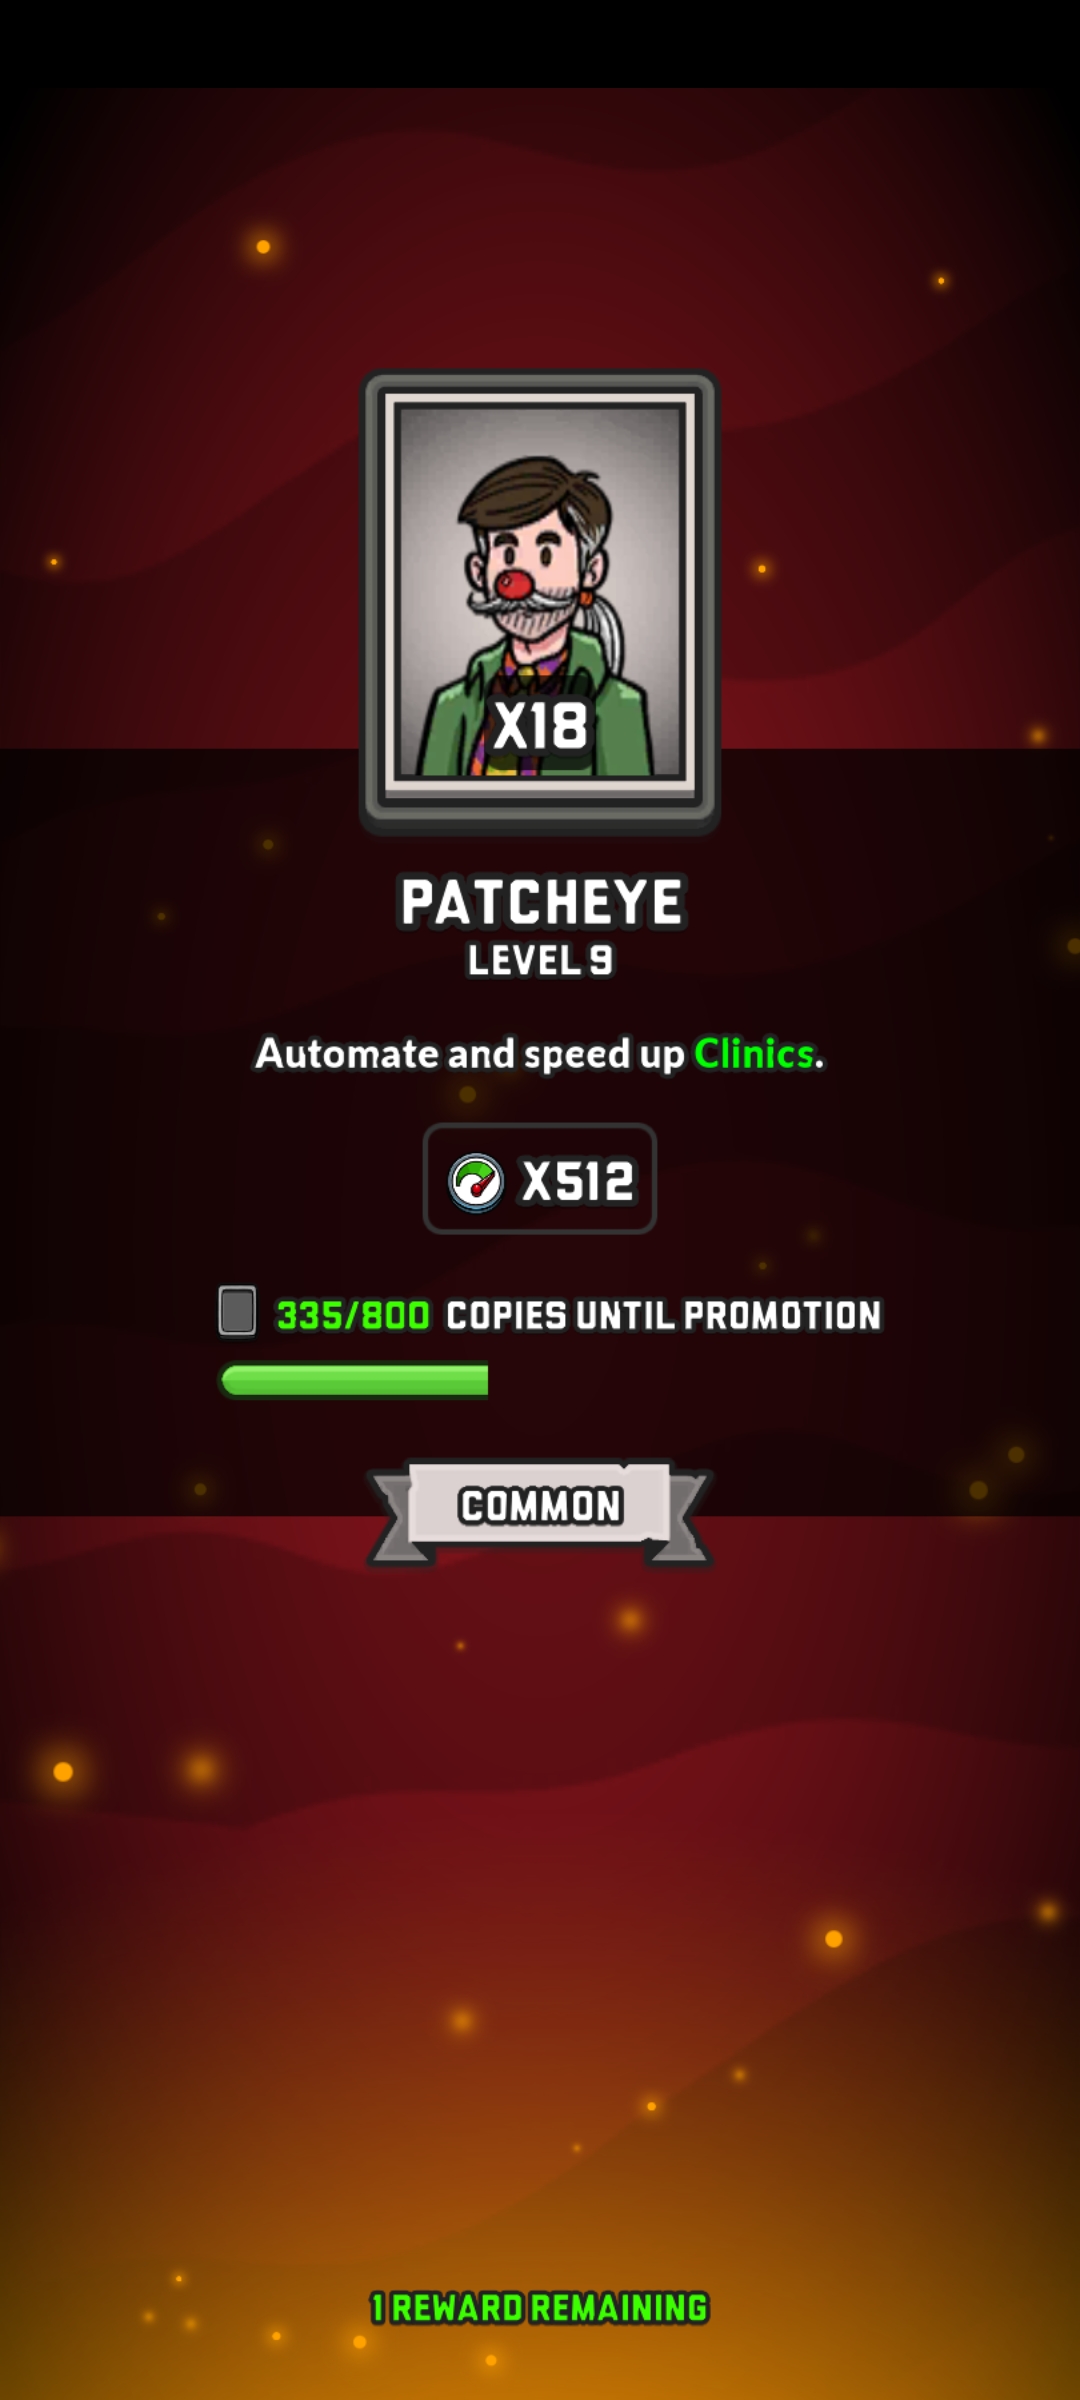 X18
PATCHEYE
LEVEL 9
Automate and speed up Clinics.
X512
335/800 COPIES UNTIL PROMOTION
COMMON
1 REWARD REMAINING